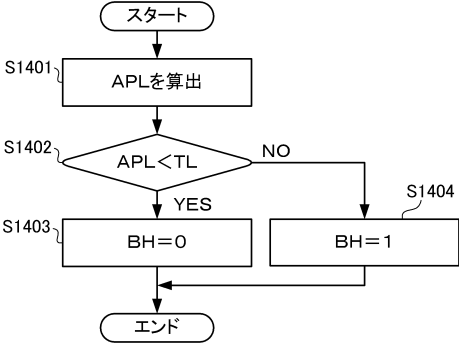 スタート
S1401
APLを算出
S1402
APL<TL
NO
YES
S1404
S1403
BH=0
BH=1
エンド